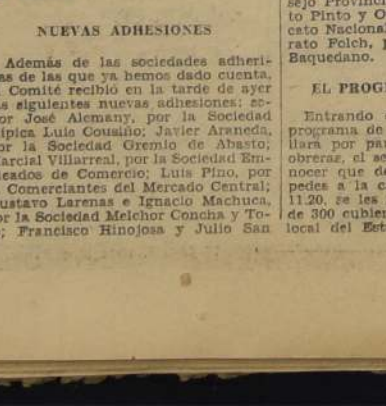 NUEVAS ADHESIONES
Además de las sociedades adheri-
as de las que ya hemos dado cuenta,
Comité recibió en la tarde de ayer
s siguientes nuevas adhesiones: se-
or José Alemany, por la Sociedad
ípica Luis Cousiño; Javier Araneda,
or la Sociedad Gremio de Abasto;
arcial Villarreal, por la Sociedad Em-
leados de Comercio; Luis Pino, por
Comerciantes del Mercado Central;
ustavo Larenas e Ignacio Machuca,
or la Sociedad Melchor Concha y To-
; Francisco Hinojosa y Julio San
sejo Provinci
to Pinto y O
cato Nacional
rato Folch, 
Baquedano.
EL PROG
Entrando
programa de
llará por par
obreras, el se
nocer que de
pedes a la c
11.20, se les
de 300 cubier
local del Est